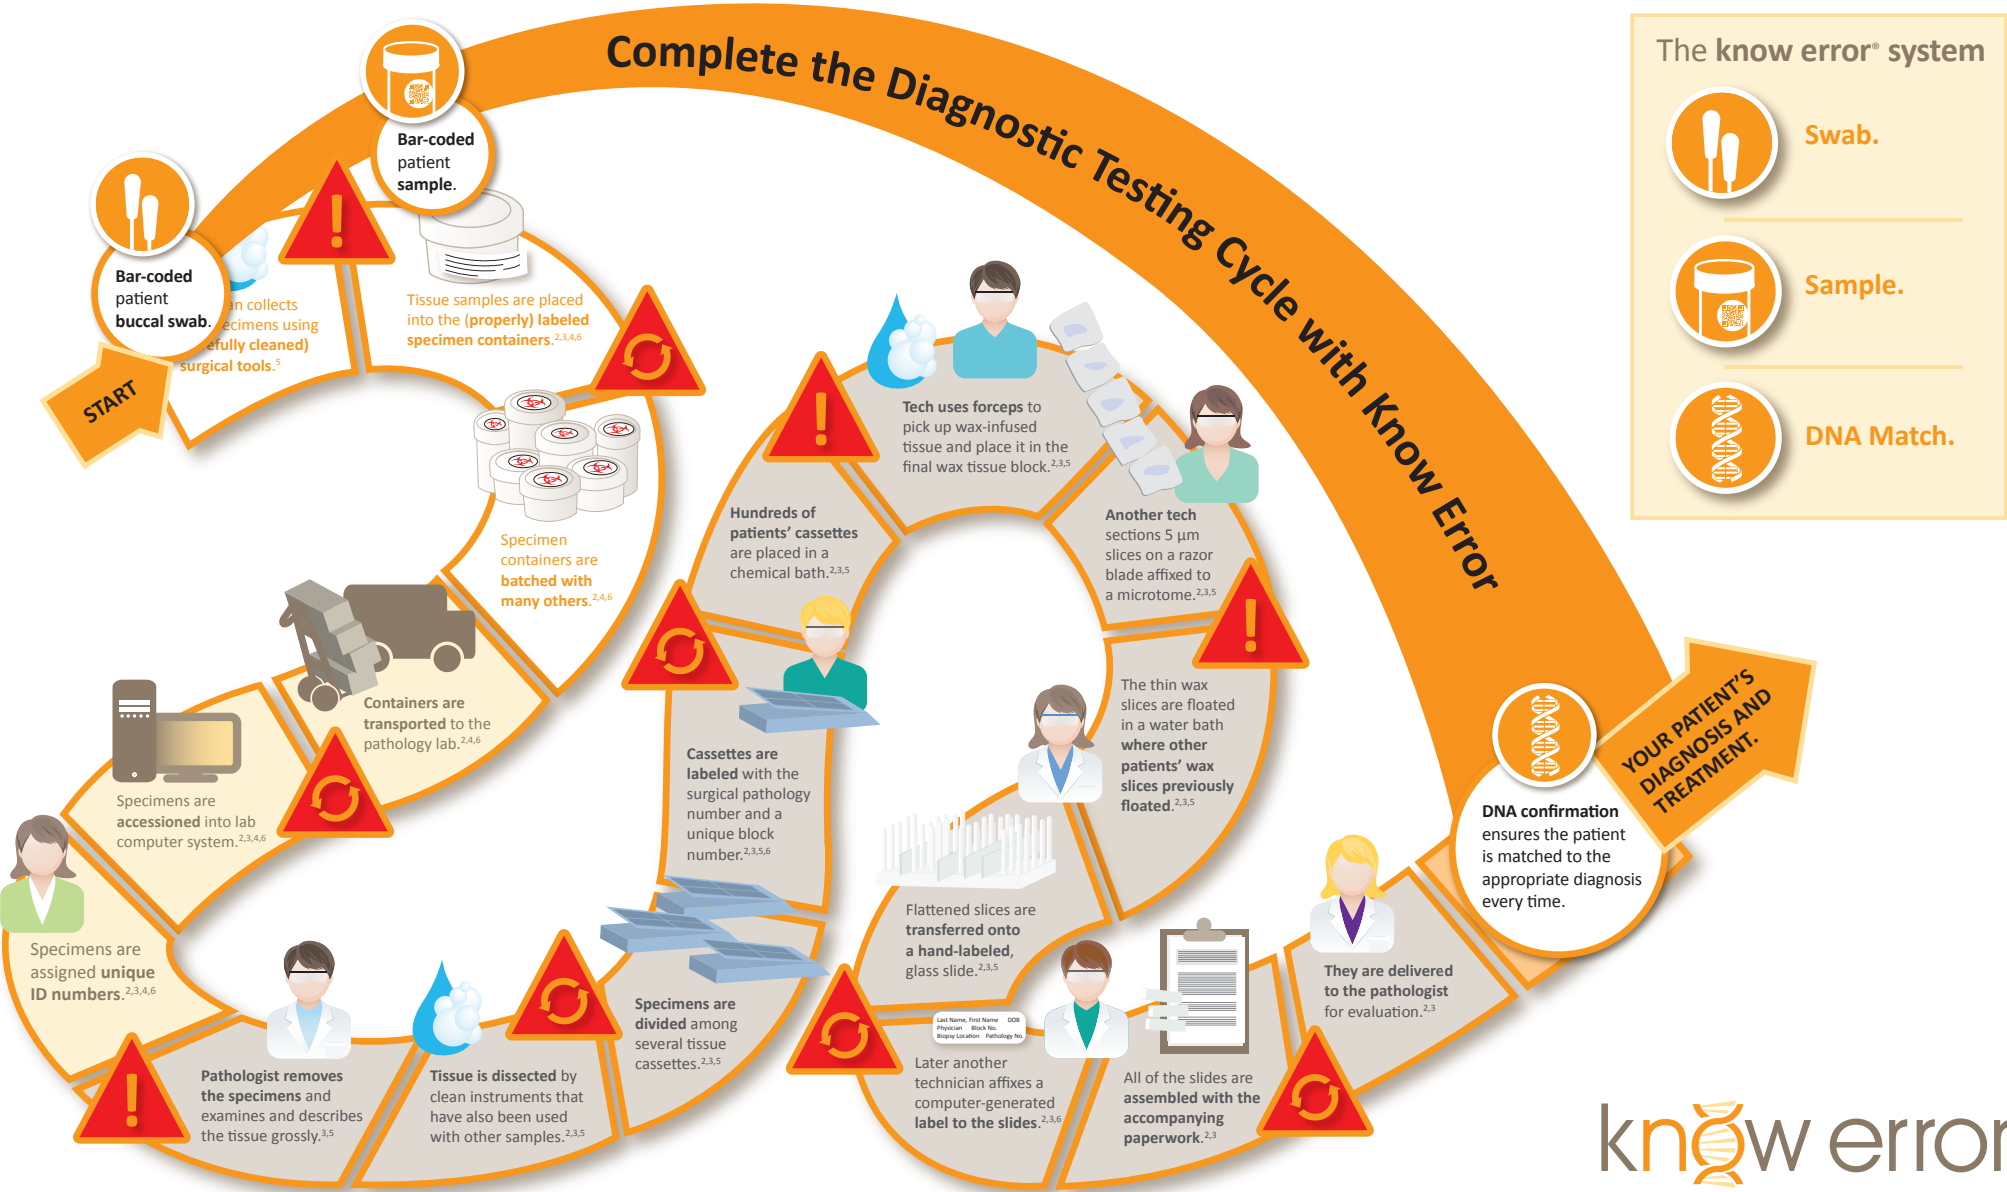 Complete the Diagnostic Testing Cycle with Know Error
The know error® system
Swab.
Sample.
DNA Match.
START
Bar-coded
patient
buccal swab.
Bar-coded
patient
sample.
an collects
ecimens using
efully cleaned)
surgical tools.5
Tissue samples are placed
into the (properly) labeled
specimen containers.2,3,4,6
Specimen
containers are
batched with
many others.2,4,6
Containers are
transported to the
pathology lab.2,4,6
Specimens are
accessioned into lab
computer system.2,3,4,6
Specimens are
assigned unique
ID numbers.2,3,4,6
Pathologist removes
the specimens and
examines and describes
the tissue grossly.3,5
Tissue is dissected by
clean instruments that
have also been used
with other samples.2,3,5
Specimens are
divided among
several tissue
cassettes.2,3,5
Cassettes are
labeled with the
surgical pathology
number and a
unique block
number.2,3,5,6
Hundreds of
patients' cassettes
are placed in a
chemical bath.2,3,5
Tech uses forceps to
pick up wax-infused
tissue and place it in the
final wax tissue block.2,3,5
Another tech
sections 5 µm
slices on a razor
blade affixed to
a microtome.2,3,5
The thin wax
slices are floated
in a water bath
where other
patients' wax
slices previously
floated.2,3,5
Flattened slices are
transferred onto
a hand-labeled,
glass slide.2,3,5
Last Name, First Name DOB
Physician Block No.
Biopsy Location Pathology No.
Later another
technician affixes a
computer-generated
label to the slides.2,3,6
All of the slides are
assembled with the
accompanying
paperwork.2,3
They are delivered
to the pathologist
for evaluation.2,3
DNA confirmation
ensures the patient
is matched to the
appropriate diagnosis
every time.
YOUR PATIENT'S
DIAGNOSIS AND
TREATMENT.
know error